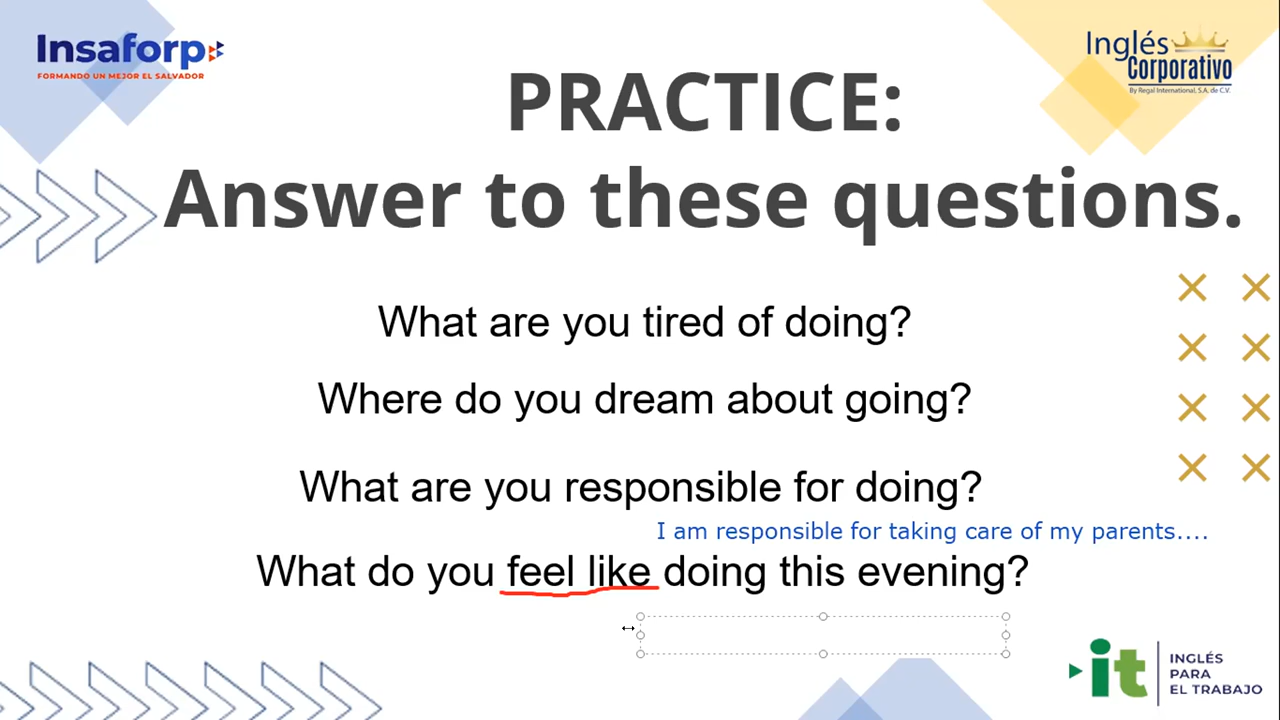 Insaforp
FORMANDO UN MEJOR EL SALVADOR
Inglés
Corporativo
By Regal International, S.A. de C.V.
PRACTICE:
Answer to these questions.
What are you tired of doing?
Where do you dream about going?
What are you responsible for doing?
I am responsible for taking care of my parents....
What do you feel like doing this evening?
it
INGLÉS
PARA
EL TRABAJO